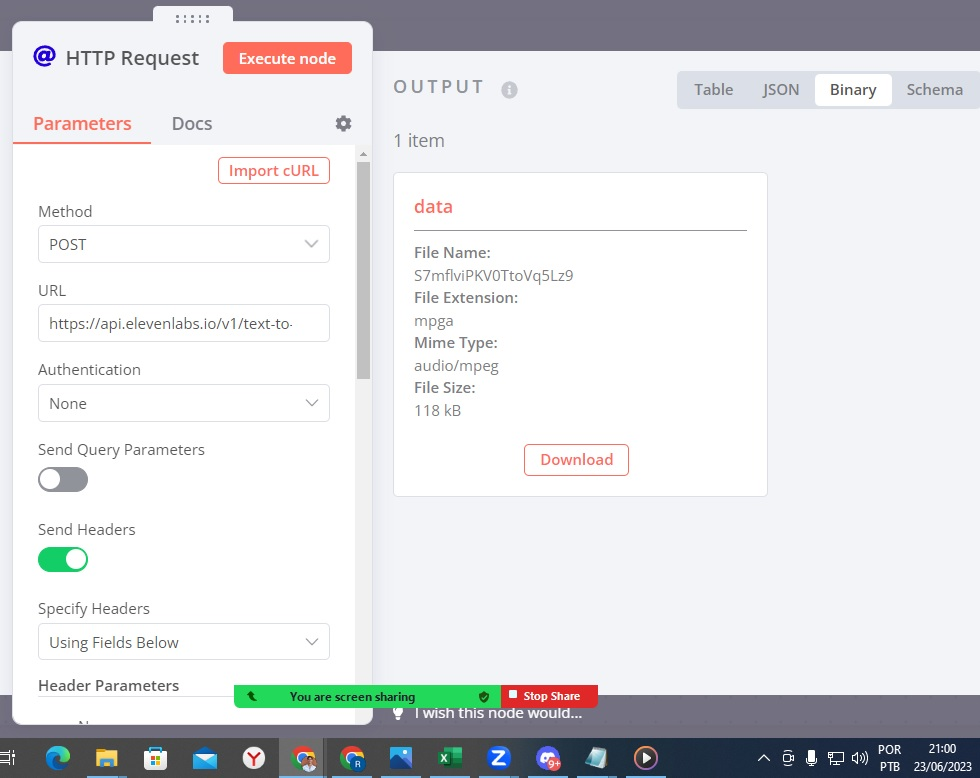 HTTP Request
Execute node
Parameters
Docs
Import cURL
Method
POST
URL
https://api.elevenlabs.io/v1/text-to-
Authentication
None
Send Query Parameters
Send Headers
Specify Headers
Using Fields Below
Header Parameters
OUTPUT
Table
JSON
Binary
Schema
1 item
data
File Name:
S7mflviPKV0TtoVq5Lz9
File Extension:
mpga
Mime Type:
audio/mpeg
File Size:
118 kB
Download
You are screen sharing
Stop Share
I wish this node would...
9+
POR
PTB
21:00
23/06/2023